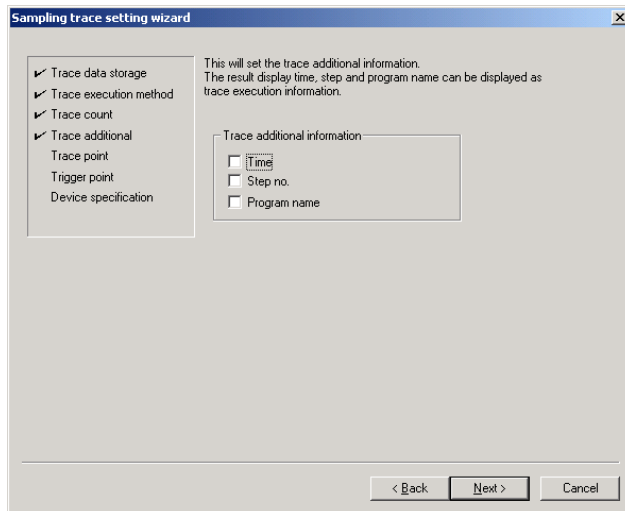 Sampling trace setting wizard
Trace data storage
Trace execution method
Trace count
Trace additional
Trace point
Trigger point
Device specification
This will set the trace additional information.
The result display time, step and program name can be displayed as
trace execution information.
Trace additional information
Time
Step no.
Program name
< Back
Next >
Cancel